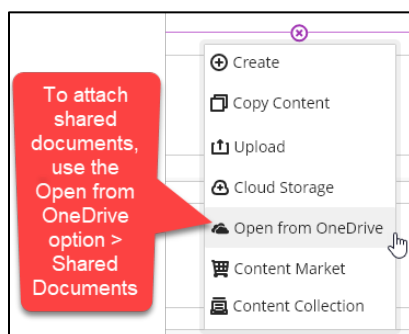 To attach
shared
documents,
use the
Open from
OneDrive
option >
Shared
Documents
Create
Copy Content
Upload
Cloud Storage
Open from OneDrive
Content Market
Content Collection